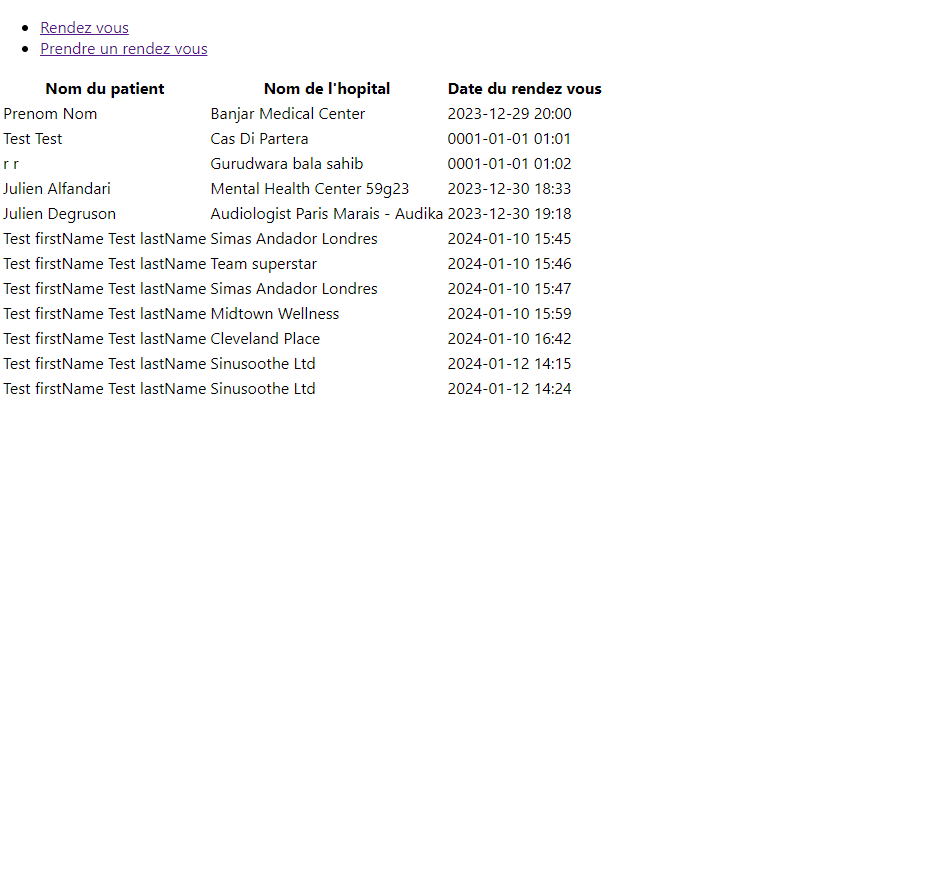 Rendez vous
Prendre un rendez vous
Nom du patient Nom de l'hopital Date du rendez vous
Prenom Nom Banjar Medical Center 2023-12-29 20:00
Test Test Cas Di Partera 0001-01-01 01:01
r r Gurudwara bala sahib 0001-01-01 01:02
Julien Alfandari Mental Health Center 59g23 2023-12-30 18:33
Julien Degruson Audiologist Paris Marais - Audika 2023-12-30 19:18
Test firstName Test lastName Simas Andador Londres 2024-01-10 15:45
Test firstName Test lastName Team superstar 2024-01-10 15:46
Test firstName Test lastName Simas Andador Londres 2024-01-10 15:47
Test firstName Test lastName Midtown Wellness 2024-01-10 15:59
Test firstName Test lastName Cleveland Place 2024-01-10 16:42
Test firstName Test lastName Sinusoothe Ltd 2024-01-12 14:15
Test firstName Test lastName Sinusoothe Ltd 2024-01-12 14:24